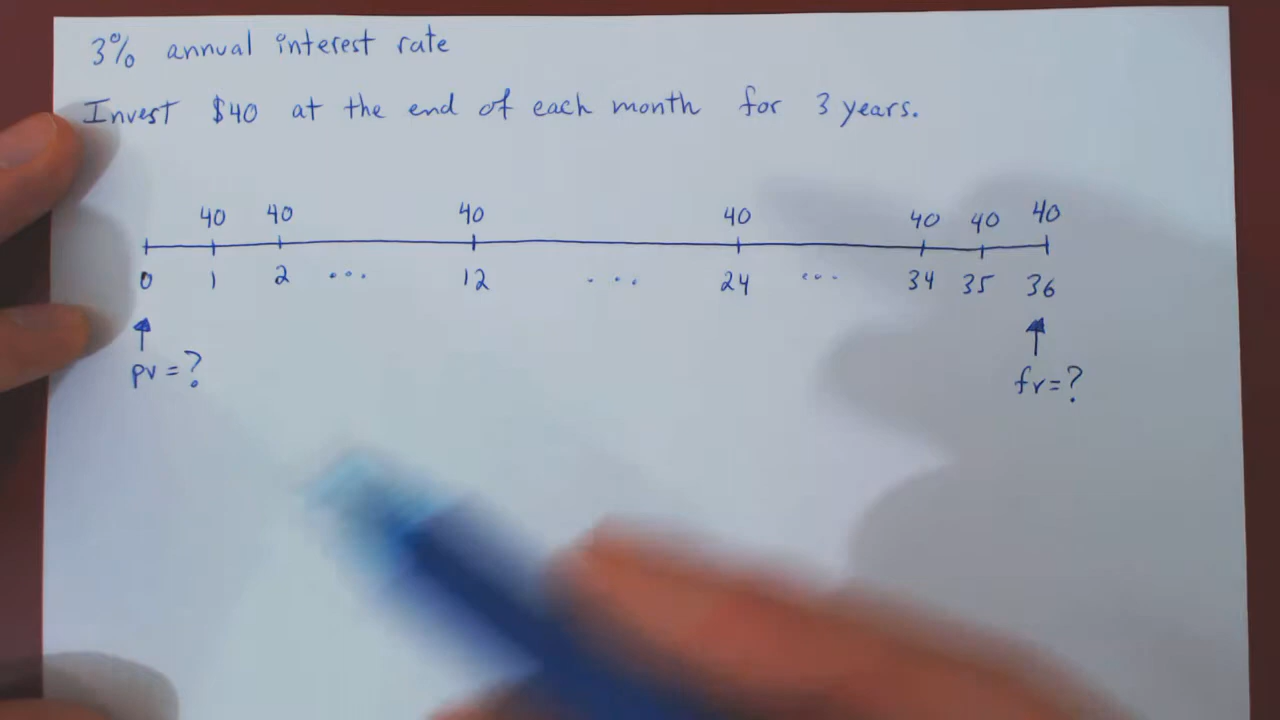 3% annual interest rate
Invest $40 at the end of each month for 3 years.
40 40 40 40 40 40 40
0 1 2 ... 12 ... 24 ... 34 35 36
pv = ? fv = ?